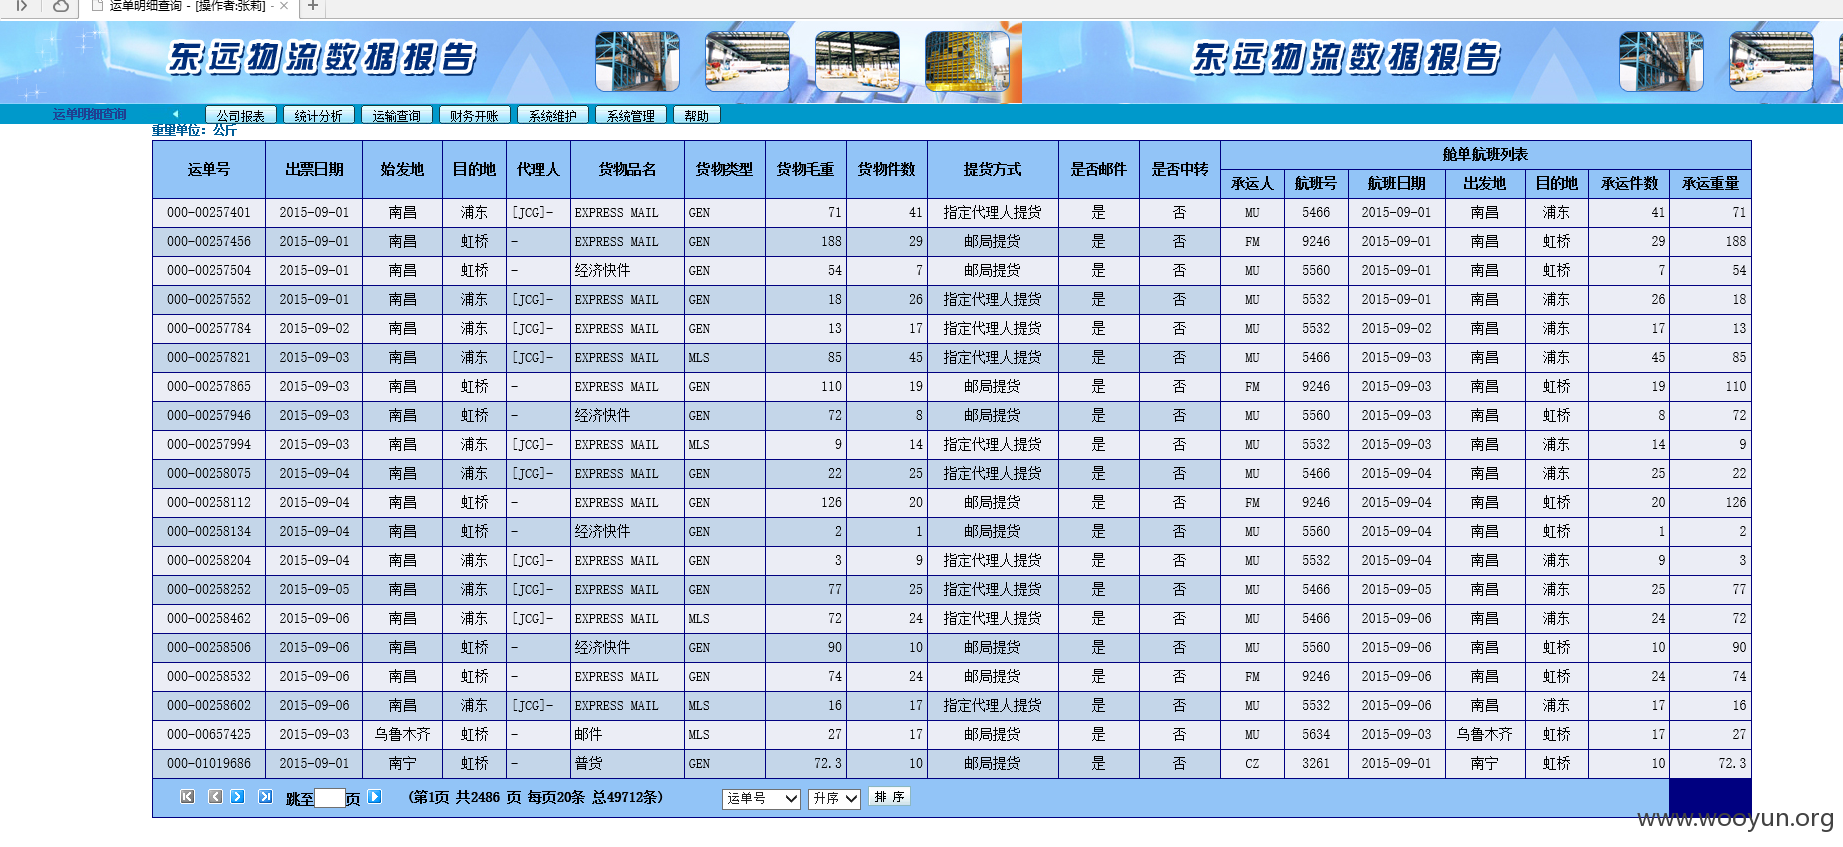 运单明细查询 - [操作者:张莉] -
东远物流数据报告 东远物流数据报告
运单明细查询 公司报表 统计分析 运输查询 财务开账 系统维护 系统管理 帮助
重量单位：公斤
运单号 出票日期 始发地 目的地 代理人 货物品名 货物类型 货物毛重 货物件数 提货方式 是否邮件 是否中转 舱单航班列表
承运人 航班号 航班日期 出发地 目的地 承运件数 承运重量
000-00257401 2015-09-01 南昌 浦东 [JCG]- EXPRESS MAIL GEN 71 41 指定代理人提货 是 否 MU 5466 2015-09-01 南昌 浦东 41 71
000-00257456 2015-09-01 南昌 虹桥 - EXPRESS MAIL GEN 188 29 邮局提货 是 否 FM 9246 2015-09-01 南昌 虹桥 29 188
000-00257504 2015-09-01 南昌 虹桥 - 经济快件 GEN 54 7 邮局提货 是 否 MU 5560 2015-09-01 南昌 虹桥 7 54
000-00257552 2015-09-01 南昌 浦东 [JCG]- EXPRESS MAIL GEN 18 26 指定代理人提货 是 否 MU 5532 2015-09-01 南昌 浦东 26 18
000-00257784 2015-09-02 南昌 浦东 [JCG]- EXPRESS MAIL GEN 13 17 指定代理人提货 是 否 MU 5532 2015-09-02 南昌 浦东 17 13
000-00257821 2015-09-03 南昌 浦东 [JCG]- EXPRESS MAIL MLS 85 45 指定代理人提货 是 否 MU 5466 2015-09-03 南昌 浦东 45 85
000-00257865 2015-09-03 南昌 虹桥 - EXPRESS MAIL GEN 110 19 邮局提货 是 否 FM 9246 2015-09-03 南昌 虹桥 19 110
000-00257946 2015-09-03 南昌 虹桥 - 经济快件 GEN 72 8 邮局提货 是 否 MU 5560 2015-09-03 南昌 虹桥 8 72
000-00257994 2015-09-03 南昌 浦东 [JCG]- EXPRESS MAIL MLS 9 14 指定代理人提货 是 否 MU 5532 2015-09-03 南昌 浦东 14 9
000-00258075 2015-09-04 南昌 浦东 [JCG]- EXPRESS MAIL GEN 22 25 指定代理人提货 是 否 MU 5466 2015-09-04 南昌 浦东 25 22
000-00258112 2015-09-04 南昌 虹桥 - EXPRESS MAIL GEN 126 20 邮局提货 是 否 FM 9246 2015-09-04 南昌 虹桥 20 126
000-00258134 2015-09-04 南昌 虹桥 - 经济快件 GEN 2 1 邮局提货 是 否 MU 5560 2015-09-04 南昌 虹桥 1 2
000-00258204 2015-09-04 南昌 浦东 [JCG]- EXPRESS MAIL GEN 3 9 指定代理人提货 是 否 MU 5532 2015-09-04 南昌 浦东 9 3
000-00258252 2015-09-05 南昌 浦东 [JCG]- EXPRESS MAIL GEN 77 25 指定代理人提货 是 否 MU 5466 2015-09-05 南昌 浦东 25 77
000-00258462 2015-09-06 南昌 浦东 [JCG]- EXPRESS MAIL MLS 72 24 指定代理人提货 是 否 MU 5466 2015-09-06 南昌 浦东 24 72
000-00258506 2015-09-06 南昌 虹桥 - 经济快件 GEN 90 10 邮局提货 是 否 MU 5560 2015-09-06 南昌 虹桥 10 90
000-00258532 2015-09-06 南昌 虹桥 - EXPRESS MAIL GEN 74 24 邮局提货 是 否 FM 9246 2015-09-06 南昌 虹桥 24 74
000-00258602 2015-09-06 南昌 浦东 [JCG]- EXPRESS MAIL MLS 16 17 指定代理人提货 是 否 MU 5532 2015-09-06 南昌 浦东 17 16
000-00657425 2015-09-03 乌鲁木齐 虹桥 - 邮件 MLS 27 17 邮局提货 是 否 MU 5634 2015-09-03 乌鲁木齐 虹桥 17 27
000-01019686 2015-09-01 南宁 虹桥 - 普货 GEN 72.3 10 邮局提货 是 否 CZ 3261 2015-09-01 南宁 虹桥 10 72.3
跳至 页 (第1页 共2486 页 每页20条 总49712条) 运单号 升序 排 序
www.wooyun.org